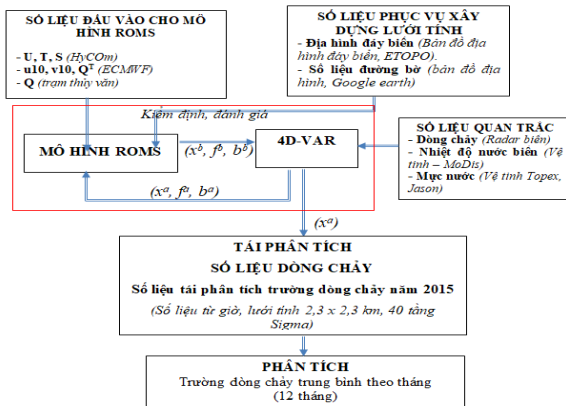 SỐ LIỆU ĐẦU VÀO CHO MÔ
HÌNH ROMS
- U, T, S (HyCOm)
- u10, v10, Qᵀ (ECMWF)
- Q (trạm thủy văn)
SỐ LIỆU PHỤC VỤ XÂY
DỰNG LƯỚI TÍNH
- Địa hình đáy biển (Bản đồ địa
hình đáy biển, ETOPO).
- Số liệu đường bờ (bản đồ địa
hình, Google earth)
Kiểm định, đánh giá
MÔ HÌNH ROMS
(xᵇ, fᵇ, bᵇ)
4D-VAR
(xᵃ, fᵃ, bᵃ)
SỐ LIỆU QUAN TRẮC
- Dòng chảy (Radar biển)
- Nhiệt độ nước biển (Vệ
tinh – MoDis)
- Mực nước (Vệ tinh Topex,
Jason)
(xᵃ)
TÁI PHÂN TÍCH
SỐ LIỆU DÒNG CHẢY
Số liệu tái phân tích trường dòng chảy năm 2015
(Số liệu từ giờ, lưới tính 2,3 x 2,3 km, 40 tầng
Sigma)
PHÂN TÍCH
Trường dòng chảy trung bình theo tháng
(12 tháng)